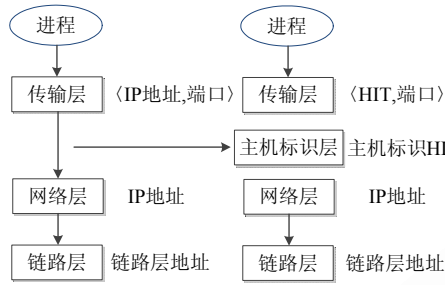 进程 进程
传输层 〈IP地址,端口〉 传输层 〈HIT,端口〉
主机标识层 主机标识HI
网络层 IP地址 网络层 IP地址
链路层 链路层地址 链路层 链路层地址